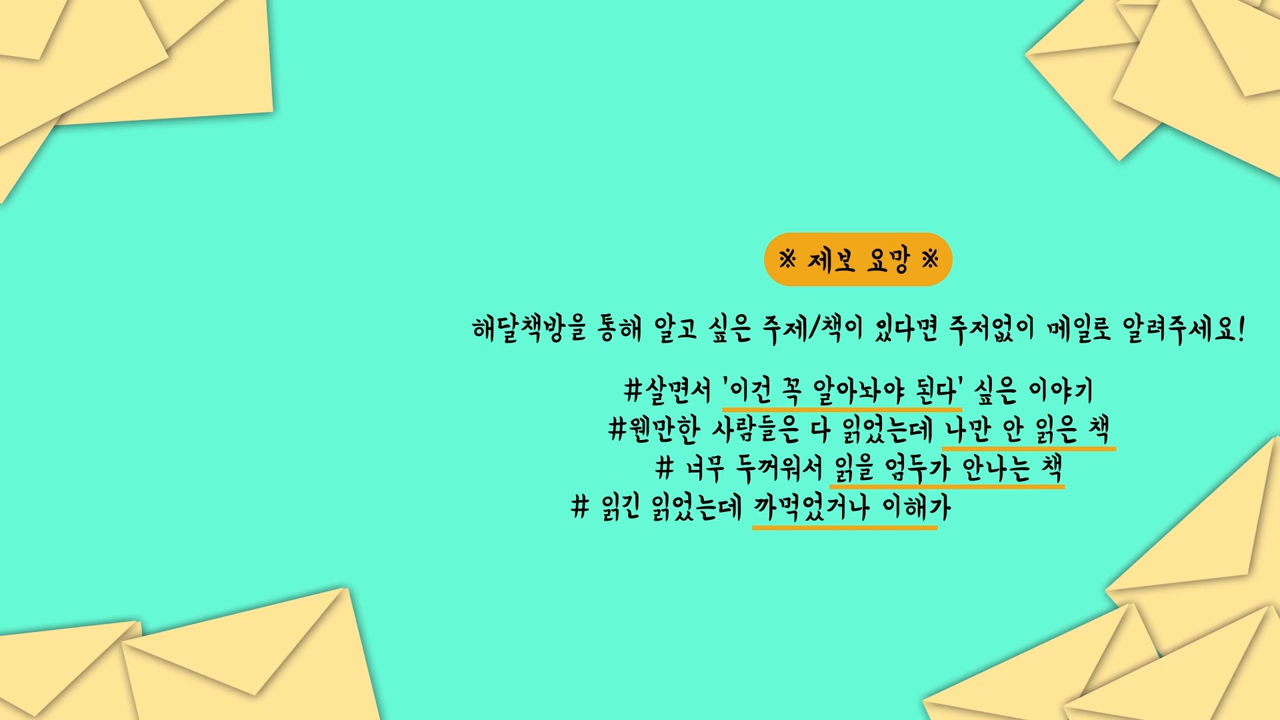 ※ 제보 요망 ※
해달책방을 통해 알고 싶은 주제/책이 있다면 주저없이 메일로 알려주세요!
#살면서 '이건 꼭 알아놔야 된다' 싶은 이야기
#웬만한 사람들은 다 읽었는데 나만 안 읽은 책
# 너무 두꺼워서 읽을 엄두가 안나는 책
# 읽긴 읽었는데 까먹었거나 이해가